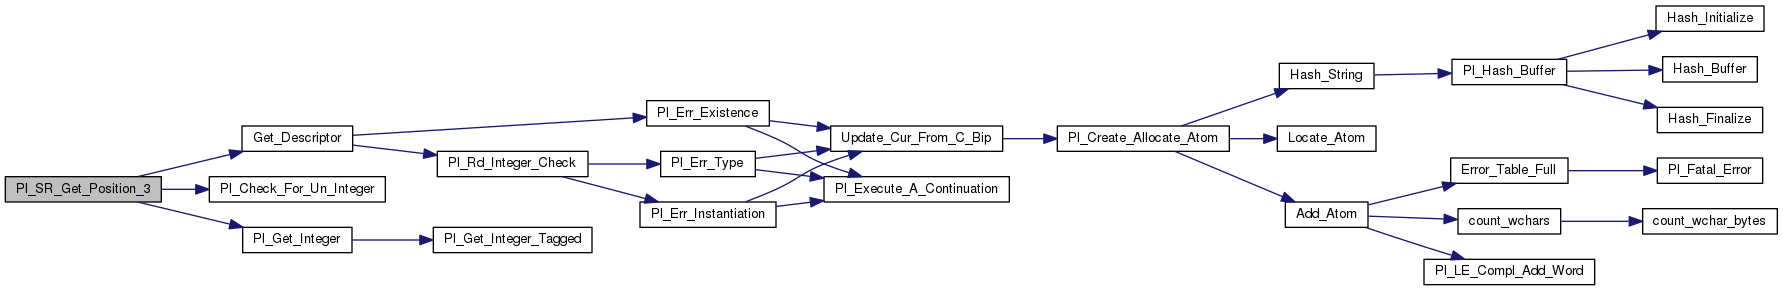 Pl_SR_Get_Position_3
Get_Descriptor
Pl_Check_For_Un_Integer
Pl_Get_Integer
Pl_Err_Existence
Pl_Rd_Integer_Check
Pl_Get_Integer_Tagged
Pl_Err_Type
Pl_Err_Instantiation
Update_Cur_From_C_Bip
Pl_Execute_A_Continuation
Pl_Create_Allocate_Atom
Hash_String
Locate_Atom
Add_Atom
Pl_Hash_Buffer
Hash_Initialize
Hash_Buffer
Hash_Finalize
Error_Table_Full
Pl_Fatal_Error
count_wchars
count_wchar_bytes
Pl_LE_Compl_Add_Word